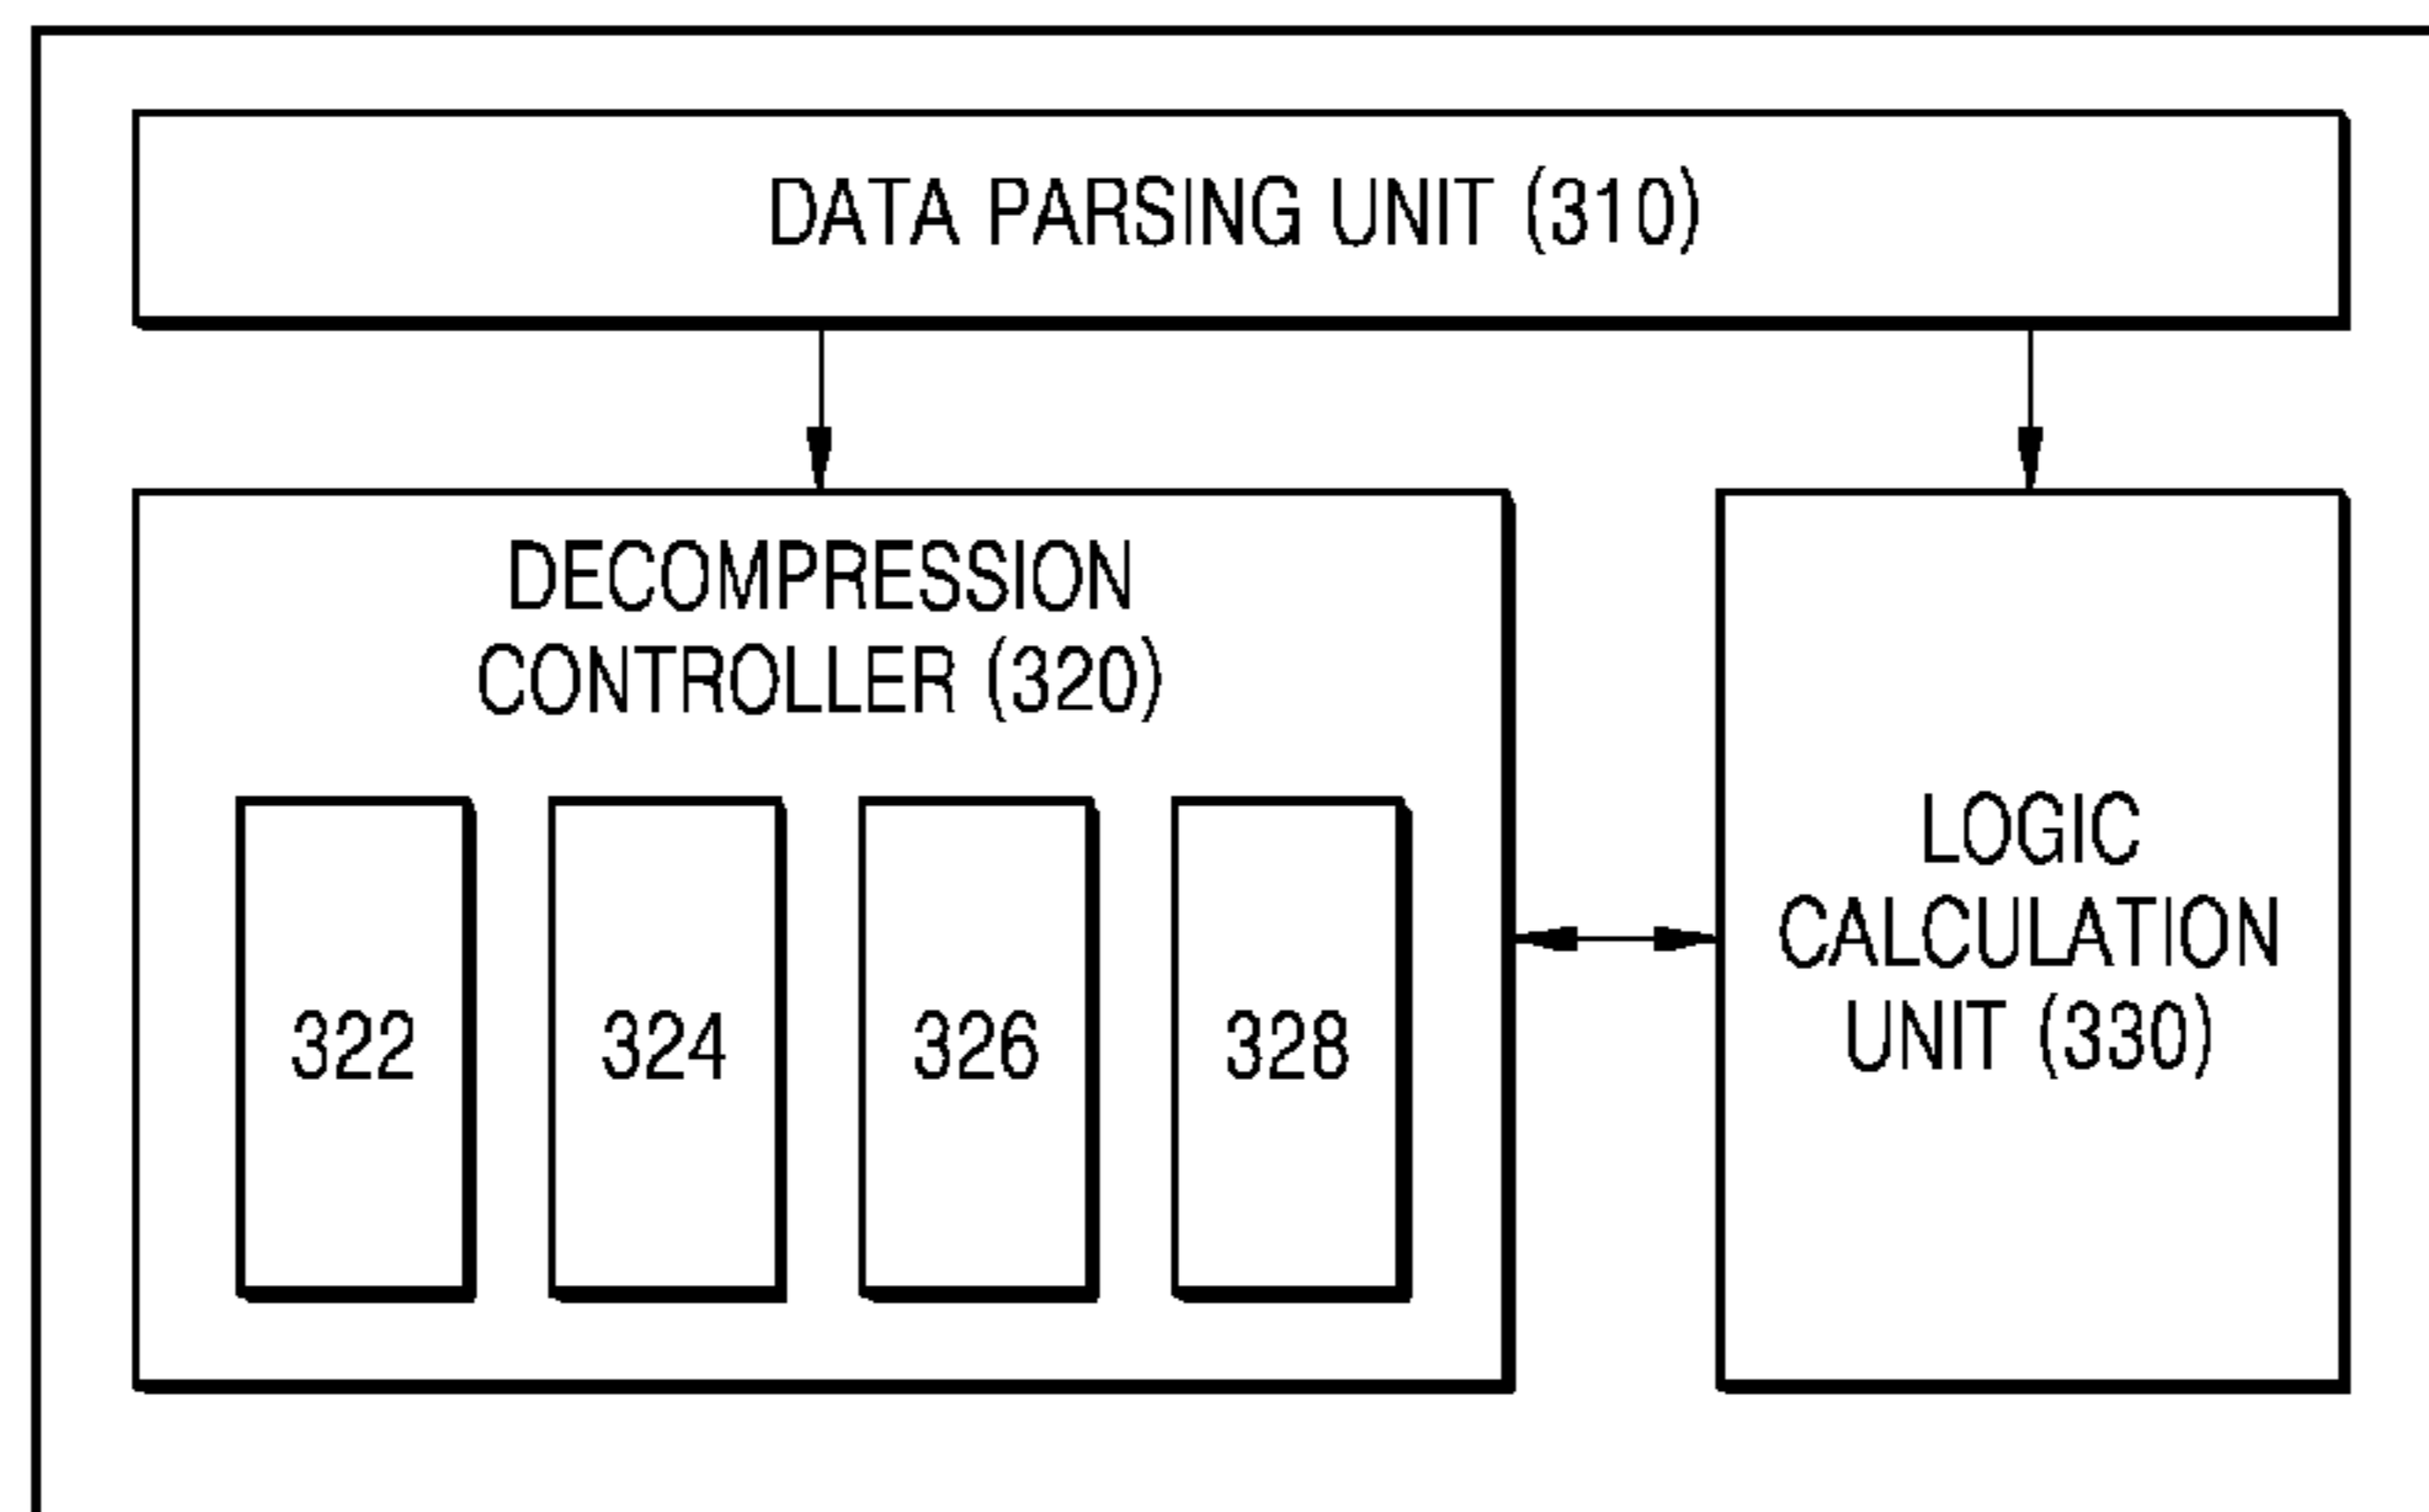 DATA PARSING UNIT (310)
DECOMPRESSION
CONTROLLER (320)
322
324
326
328
LOGIC
CALCULATION
UNIT (330)